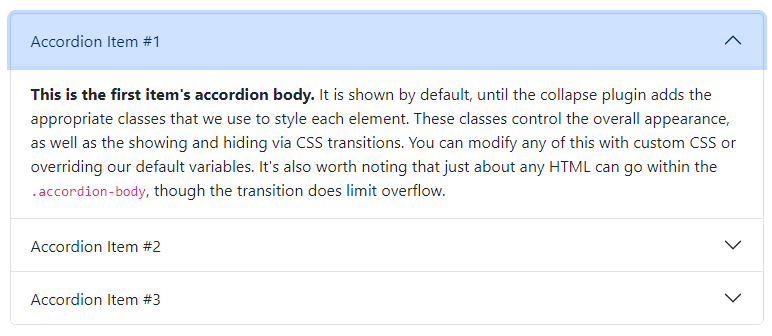 Accordion Item #1
This is the first item's accordion body. It is shown by default, until the collapse plugin adds the
appropriate classes that we use to style each element. These classes control the overall appearance,
as well as the showing and hiding via CSS transitions. You can modify any of this with custom CSS or
overriding our default variables. It's also worth noting that just about any HTML can go within the
.accordion-body, though the transition does limit overflow.
Accordion Item #2
Accordion Item #3